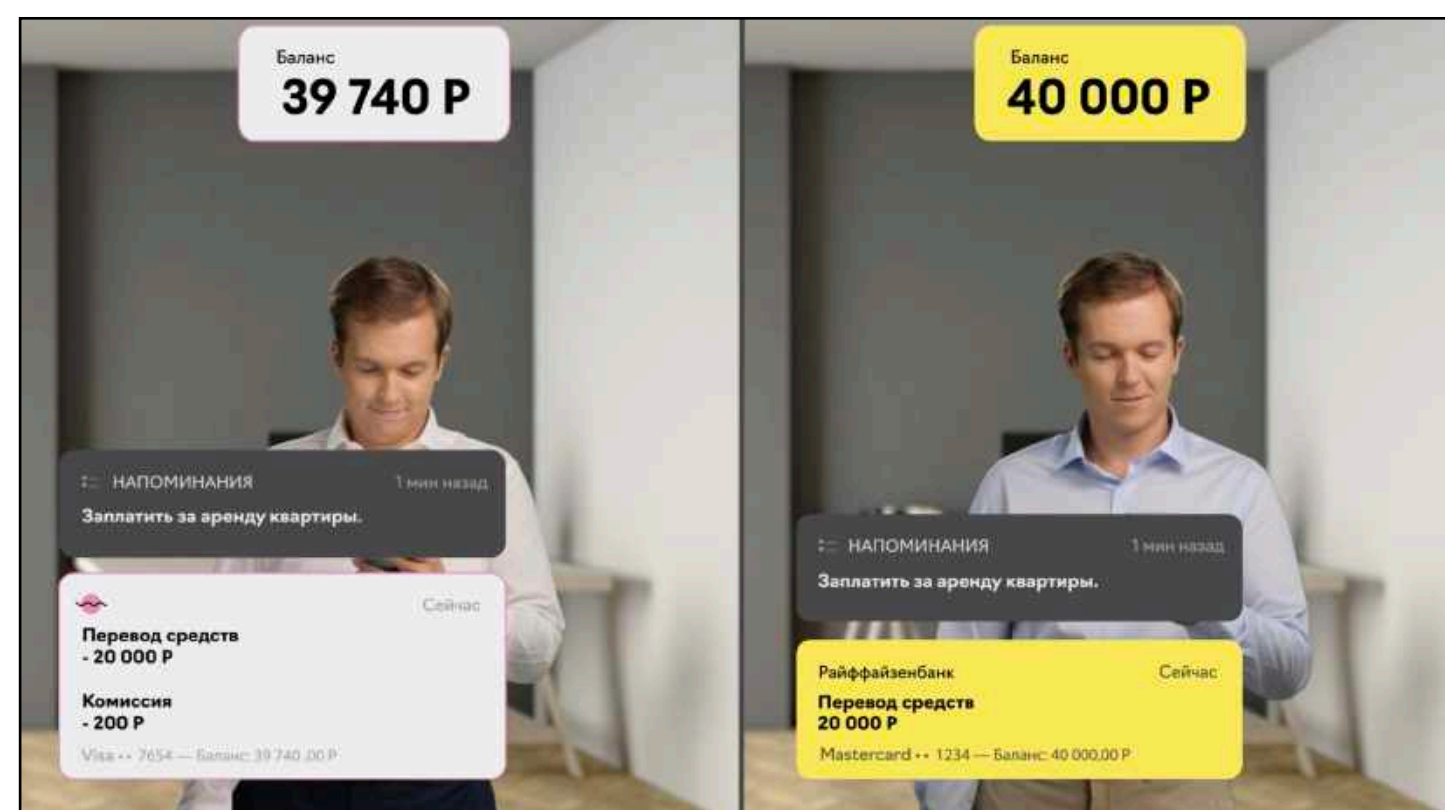 Баланс
39 740 Р
НАПОМИНАНИЯ 1 мин назад
Заплатить за аренду квартиры.
Сейчас
Перевод средств
- 20 000 Р
Комиссия
- 200 Р
Visa •• 7654 — Баланс: 39 740 .00 Р
Баланс
40 000 Р
НАПОМИНАНИЯ 1 мин назад
Заплатить за аренду квартиры.
Райффайзенбанк Сейчас
Перевод средств
20 000 Р
Mastercard •• 1234 — Баланс: 40 000,00 Р